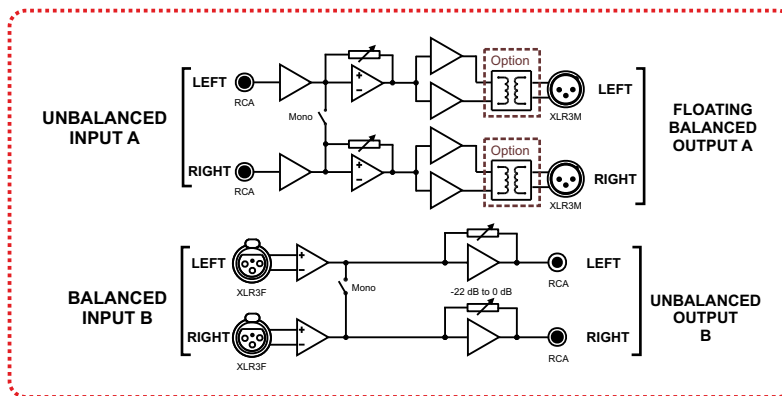 UNBALANCED
INPUT A
LEFT
RCA
Mono
RIGHT
RCA
+
−
+
−
Option
Option
LEFT
XLR3M
RIGHT
XLR3M
FLOATING
BALANCED
OUTPUT A
BALANCED
INPUT B
LEFT
XLR3F
RIGHT
XLR3F
+
−
+
−
Mono
-22 dB to 0 dB
LEFT
RCA
RIGHT
RCA
UNBALANCED
OUTPUT
B